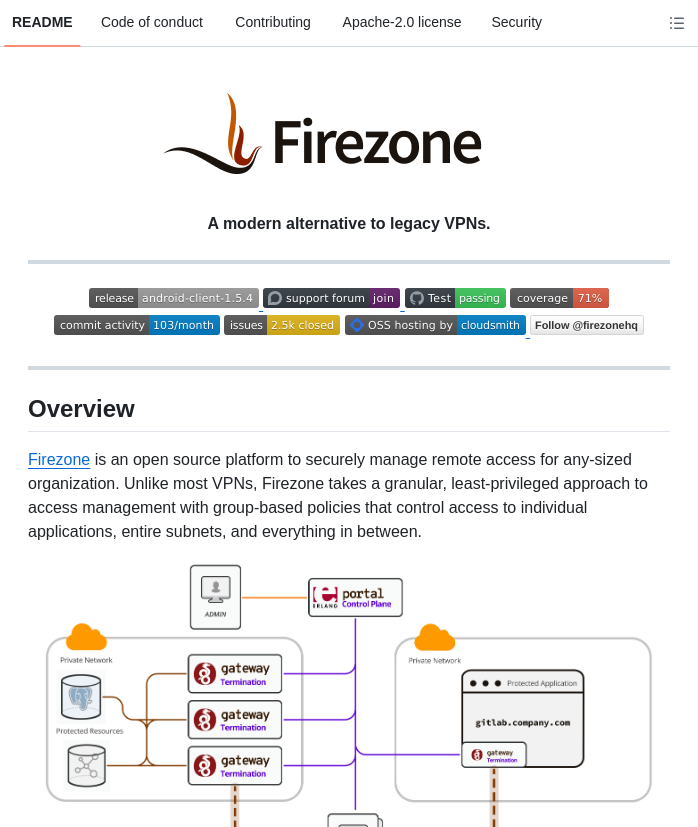 README Code of conduct Contributing Apache-2.0 license Security
Firezone
A modern alternative to legacy VPNs.
release android-client-1.5.4 support forum join Test passing coverage 71%
commit activity 103/month issues 2.5k closed OSS hosting by cloudsmith Follow @firezonehq
Overview
Firezone is an open source platform to securely manage remote access for any-sized
organization. Unlike most VPNs, Firezone takes a granular, least-privileged approach to
access management with group-based policies that control access to individual
applications, entire subnets, and everything in between.
ADMIN
ERLANG
portal
Control Plane
Private Network
gateway
Termination
gateway
Termination
Protected Resources
gateway
Termination
Private Network
Protected Application
gitlab.company.com
gateway
Termination